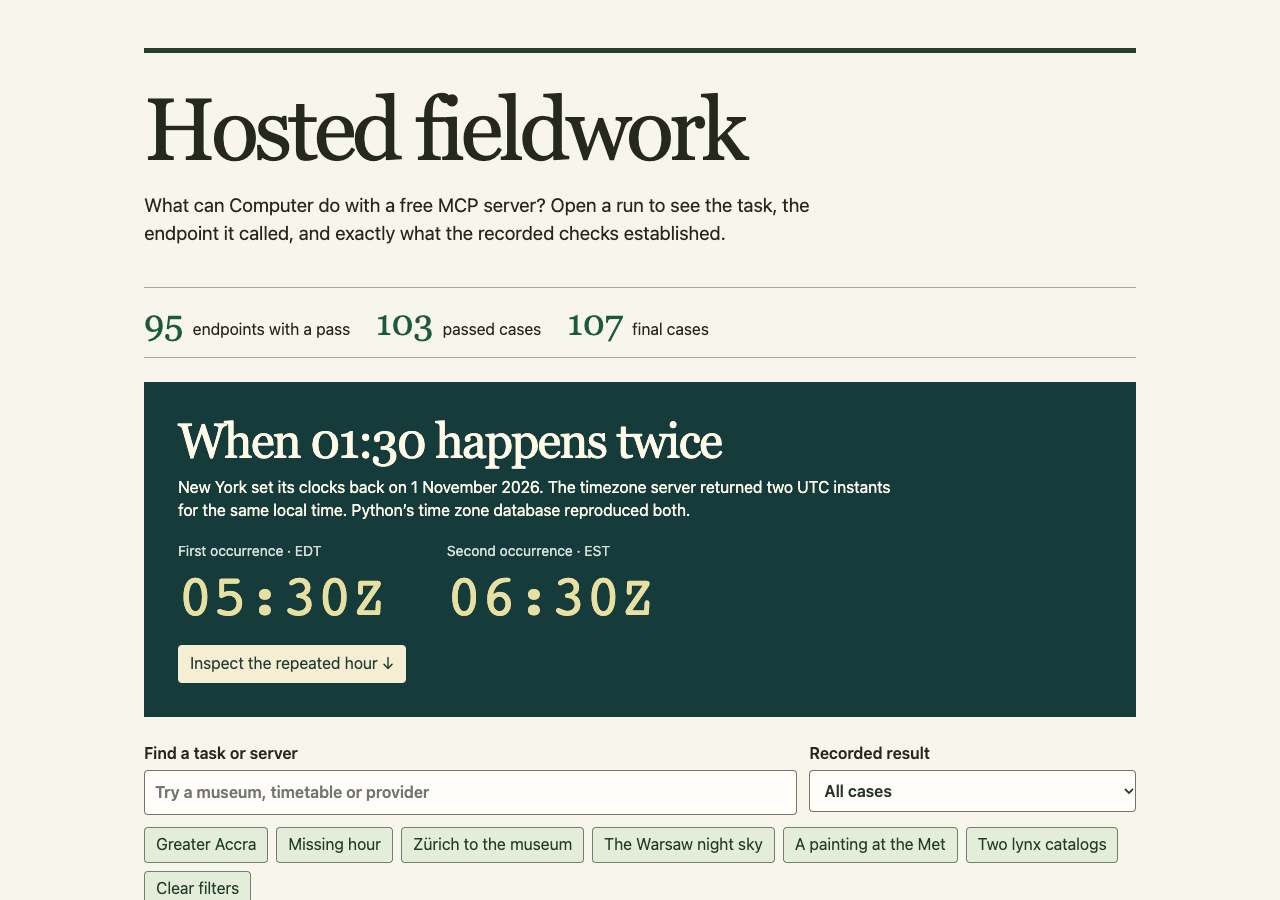 Hosted fieldwork
What can Computer do with a free MCP server? Open a run to see the task, the
endpoint it called, and exactly what the recorded checks established.
95 endpoints with a pass 103 passed cases 107 final cases
When 01:30 happens twice
New York set its clocks back on 1 November 2026. The timezone server returned two UTC instants
for the same local time. Python’s time zone database reproduced both.
First occurrence · EDT Second occurrence · EST
05:30Z 06:30Z
Inspect the repeated hour ↓
Find a task or server Recorded result
Try a museum, timetable or provider All cases
Greater Accra Missing hour Zürich to the museum The Warsaw night sky A painting at the Met Two lynx catalogs
Clear filters